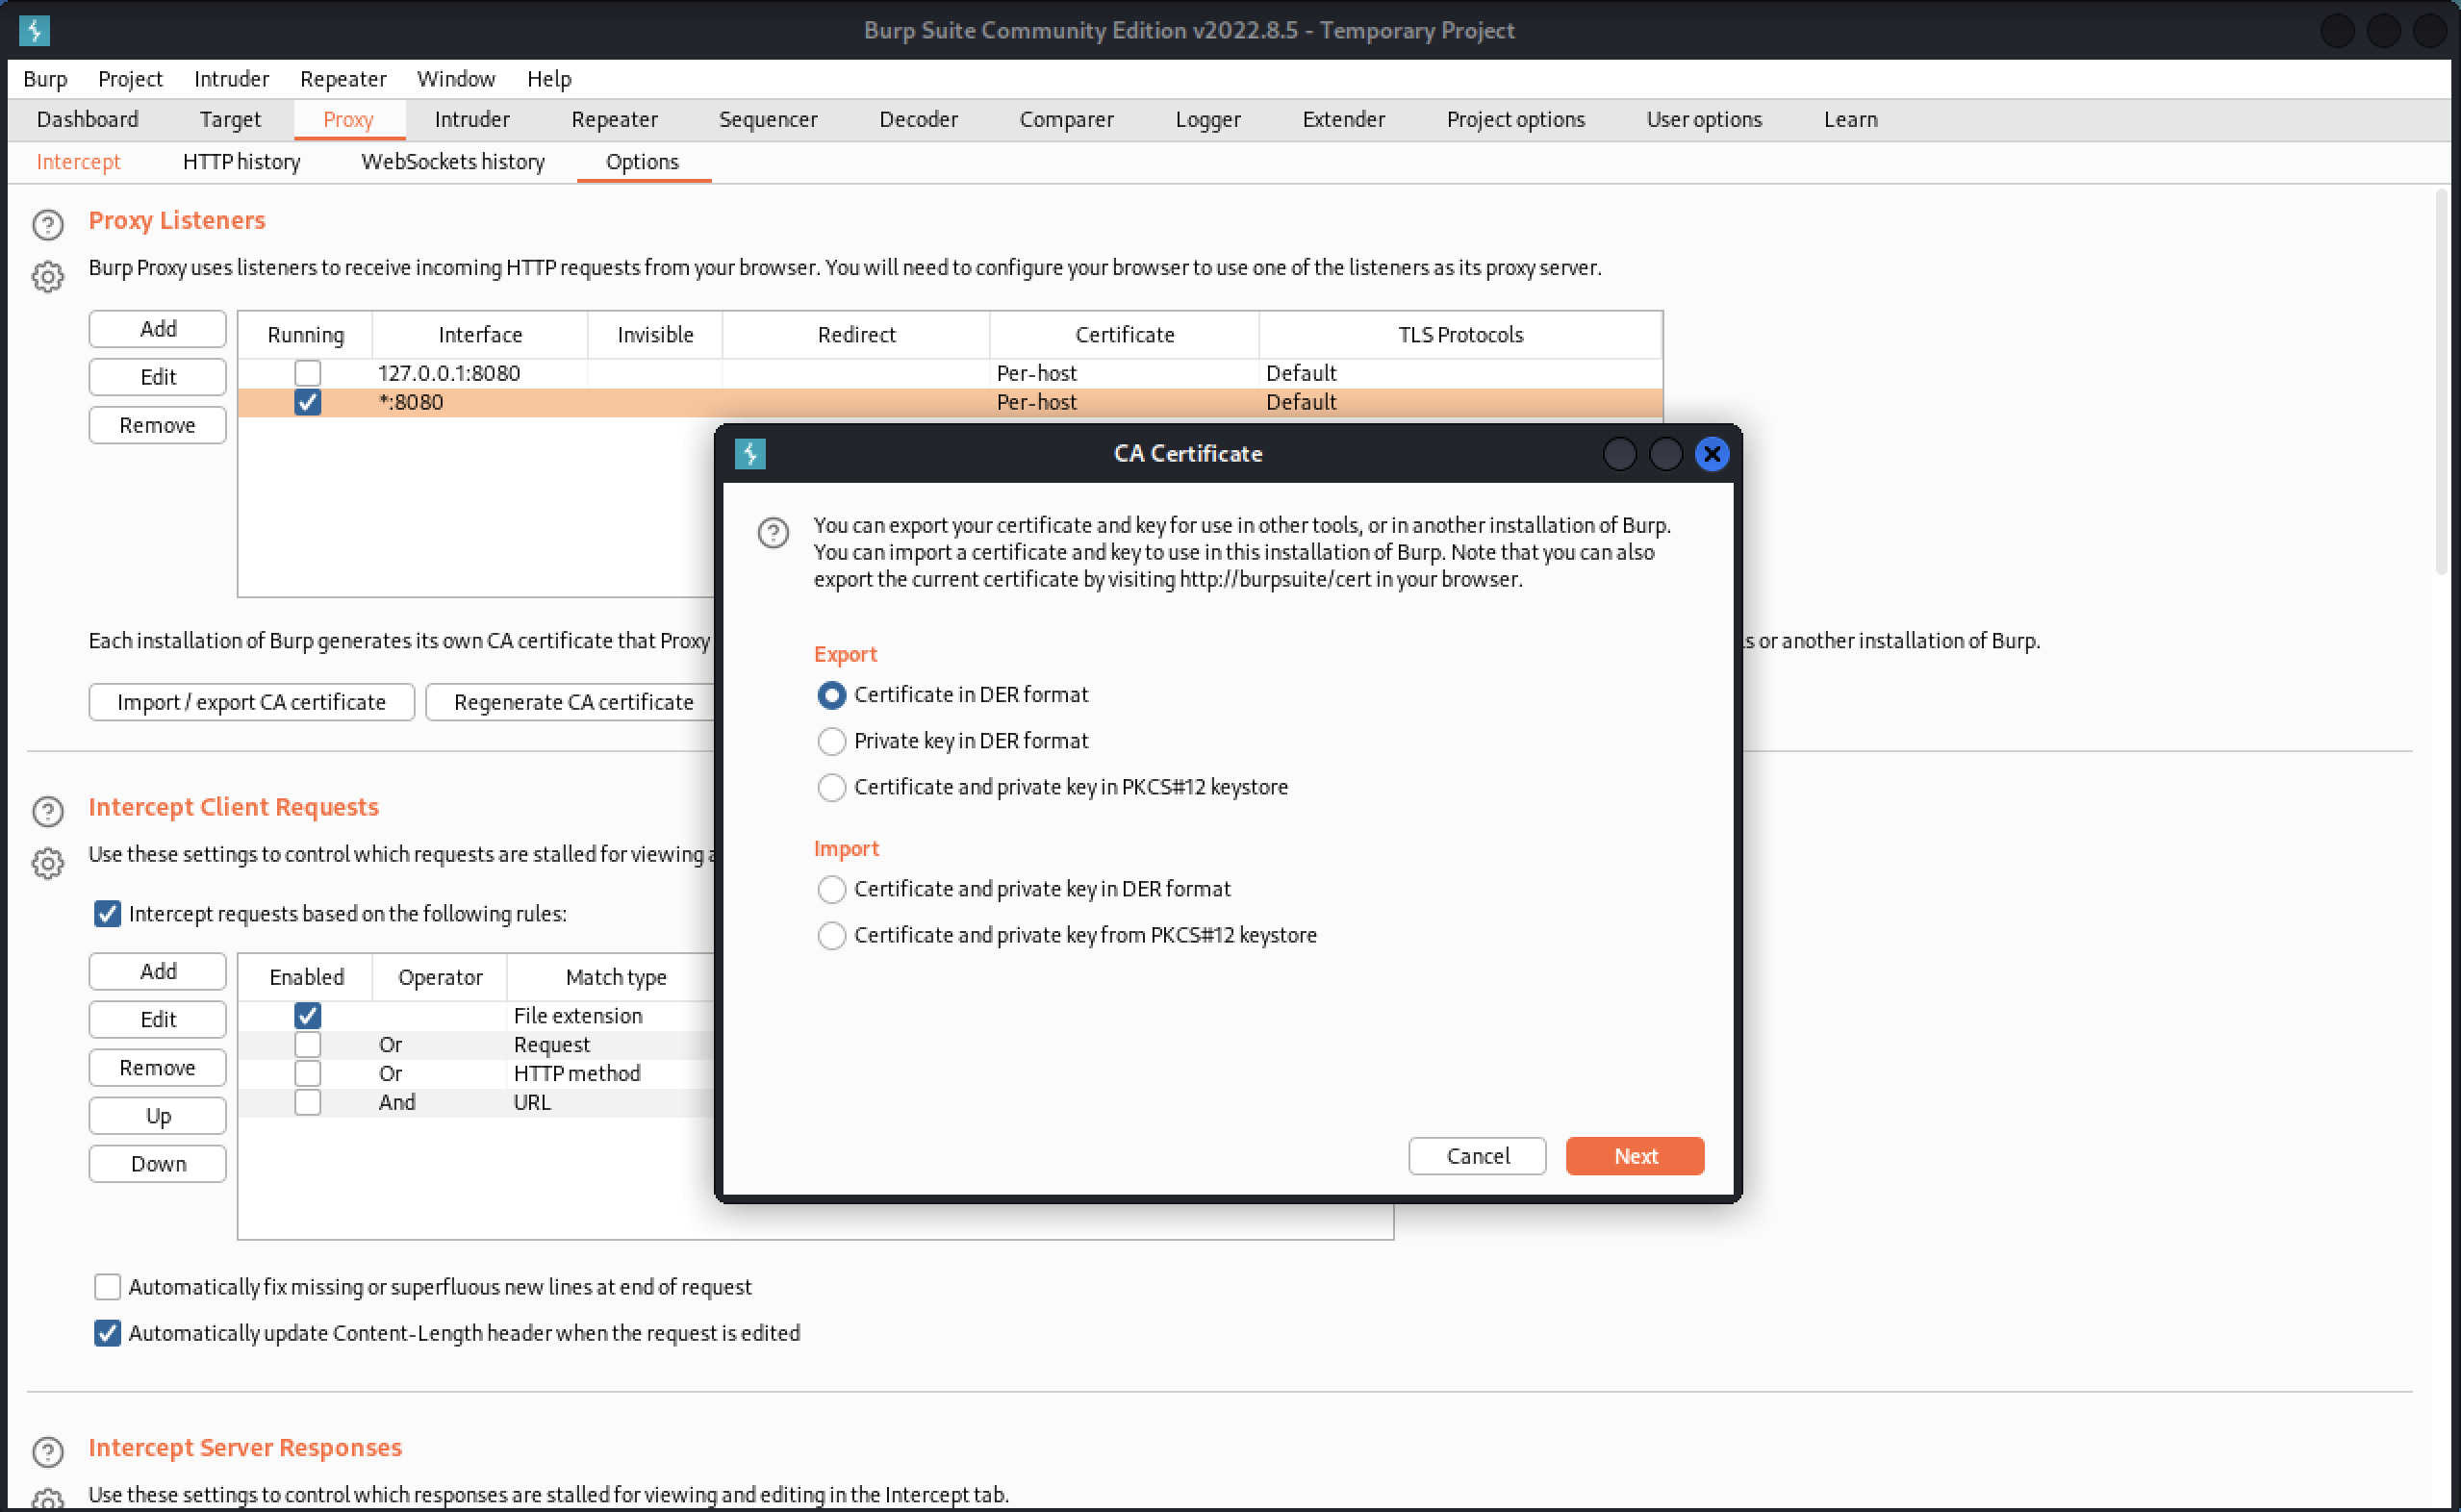 Burp Suite Community Edition v2022.8.5 - Temporary Project
Burp Project Intruder Repeater Window Help
Dashboard Target Proxy Intruder Repeater Sequencer Decoder Comparer Logger Extender Project options User options Learn
Intercept HTTP history WebSockets history Options
Proxy Listeners
Burp Proxy uses listeners to receive incoming HTTP requests from your browser. You will need to configure your browser to use one of the listeners as its proxy server.
Add
Edit
Remove
Running Interface Invisible Redirect Certificate TLS Protocols
127.0.0.1:8080 Per-host Default
*:8080 Per-host Default
Each installation of Burp generates its own CA certificate that Proxy
s or another installation of Burp.
Import / export CA certificate Regenerate CA certificate
CA Certificate
You can export your certificate and key for use in other tools, or in another installation of Burp.
You can import a certificate and key to use in this installation of Burp. Note that you can also
export the current certificate by visiting http://burpsuite/cert in your browser.
Export
Certificate in DER format
Private key in DER format
Certificate and private key in PKCS#12 keystore
Import
Certificate and private key in DER format
Certificate and private key from PKCS#12 keystore
Cancel Next
Intercept Client Requests
Use these settings to control which requests are stalled for viewing a
Intercept requests based on the following rules:
Add
Edit
Remove
Up
Down
Enabled Operator Match type
File extension
Or Request
Or HTTP method
And URL
Automatically fix missing or superfluous new lines at end of request
Automatically update Content-Length header when the request is edited
Intercept Server Responses
Use these settings to control which responses are stalled for viewing and editing in the Intercept tab.